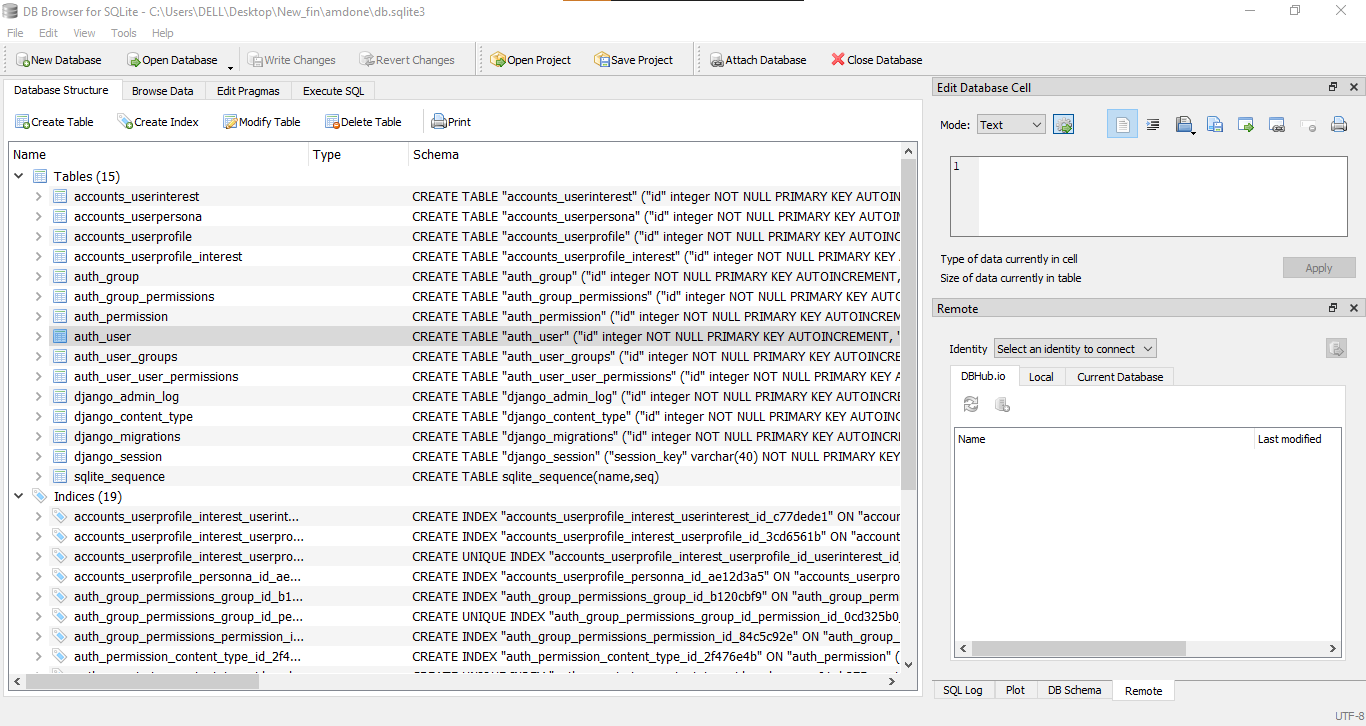 DB Browser for SQLite - C:\Users\DELL\Desktop\New_fin\amdone\db.sqlite3
File Edit View Tools Help
New Database Open Database Write Changes Revert Changes Open Project Save Project Attach Database Close Database
Database Structure Browse Data Edit Pragmas Execute SQL
Create Table Create Index Modify Table Delete Table Print
Name Type Schema
Tables (15)
accounts_userinterest CREATE TABLE "accounts_userinterest" ("id" integer NOT NULL PRIMARY KEY AUTOIN
accounts_userpersona CREATE TABLE "accounts_userpersona" ("id" integer NOT NULL PRIMARY KEY AUTOIN
accounts_userprofile CREATE TABLE "accounts_userprofile" ("id" integer NOT NULL PRIMARY KEY AUTOINC
accounts_userprofile_interest CREATE TABLE "accounts_userprofile_interest" ("id" integer NOT NULL PRIMARY KEY
auth_group CREATE TABLE "auth_group" ("id" integer NOT NULL PRIMARY KEY AUTOINCREMENT,
auth_group_permissions CREATE TABLE "auth_group_permissions" ("id" integer NOT NULL PRIMARY KEY AUTO
auth_permission CREATE TABLE "auth_permission" ("id" integer NOT NULL PRIMARY KEY AUTOINCREM
auth_user CREATE TABLE "auth_user" ("id" integer NOT NULL PRIMARY KEY AUTOINCREMENT, "
auth_user_groups CREATE TABLE "auth_user_groups" ("id" integer NOT NULL PRIMARY KEY AUTOINCRE
auth_user_user_permissions CREATE TABLE "auth_user_user_permissions" ("id" integer NOT NULL PRIMARY KEY A
django_admin_log CREATE TABLE "django_admin_log" ("id" integer NOT NULL PRIMARY KEY AUTOINCRE
django_content_type CREATE TABLE "django_content_type" ("id" integer NOT NULL PRIMARY KEY AUTOINC
django_migrations CREATE TABLE "django_migrations" ("id" integer NOT NULL PRIMARY KEY AUTOINCRE
django_session CREATE TABLE "django_session" ("session_key" varchar(40) NOT NULL PRIMARY KEY
sqlite_sequence CREATE TABLE sqlite_sequence(name,seq)
Indices (19)
accounts_userprofile_interest_userint... CREATE INDEX "accounts_userprofile_interest_userinterest_id_c77dede1" ON "accour
accounts_userprofile_interest_userpro... CREATE INDEX "accounts_userprofile_interest_userprofile_id_3cd6561b" ON "account
accounts_userprofile_interest_userpro... CREATE UNIQUE INDEX "accounts_userprofile_interest_userprofile_id_userinterest_id_
accounts_userprofile_personna_id_ae... CREATE INDEX "accounts_userprofile_personna_id_ae12d3a5" ON "accounts_userpro
auth_group_permissions_group_id_b1... CREATE INDEX "auth_group_permissions_group_id_b120cbf9" ON "auth_group_perm
auth_group_permissions_group_id_pe... CREATE UNIQUE INDEX "auth_group_permissions_group_id_permission_id_0cd325b0_
auth_group_permissions_permission_i... CREATE INDEX "auth_group_permissions_permission_id_84c5c92e" ON "auth_group_
auth_permission_content_type_id_2f4... CREATE INDEX "auth_permission_content_type_id_2f476e4b" ON "auth_permission" (
Edit Database Cell
Mode: Text
1
Type of data currently in cell
Size of data currently in table
Apply
Remote
Identity Select an identity to connect
DBHub.io Local Current Database
Name Last modified
SQL Log Plot DB Schema Remote
UTF-8